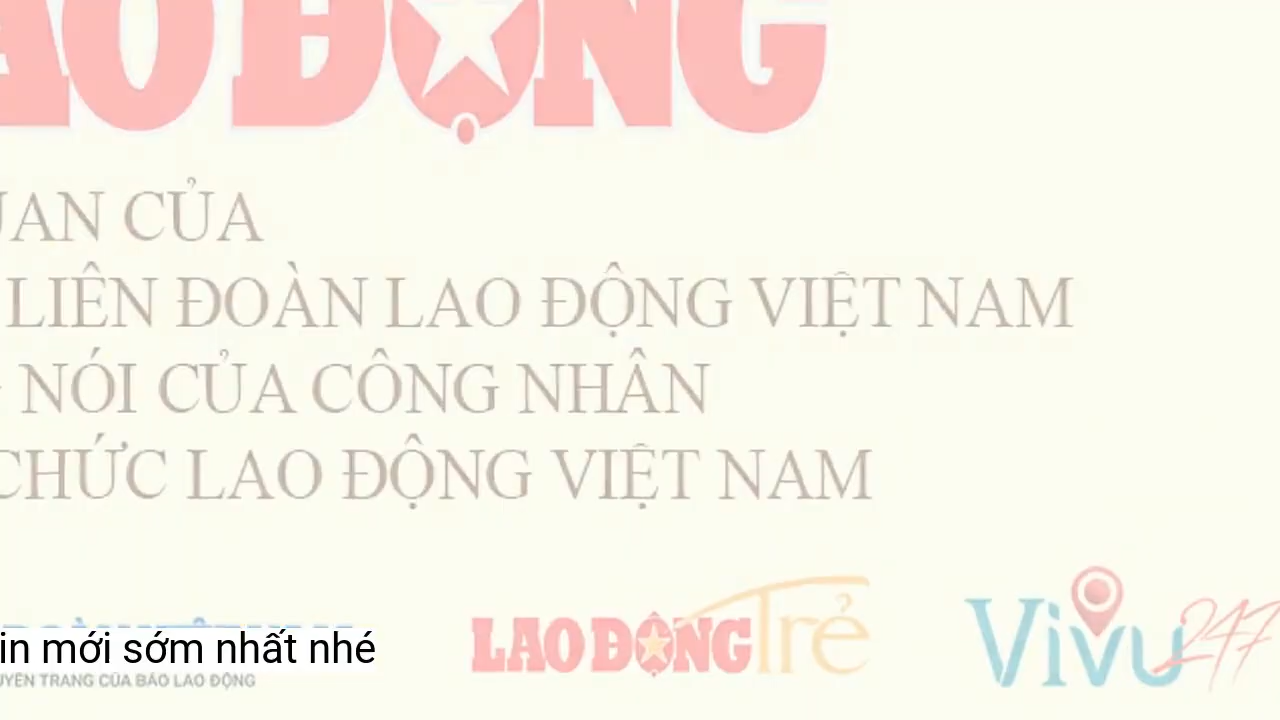 AO ĐỘNG
UAN CỦA
LIÊN ĐOÀN LAO ĐỘNG VIỆT NAM
NÓI CỦA CÔNG NHÂN
CHỨC LAO ĐỘNG VIỆT NAM
in mới sớm nhất nhé
UYÊN TRANG CỦA BÁO LAO ĐỘNG
LAO ĐỘNG Trẻ
Vivu 247